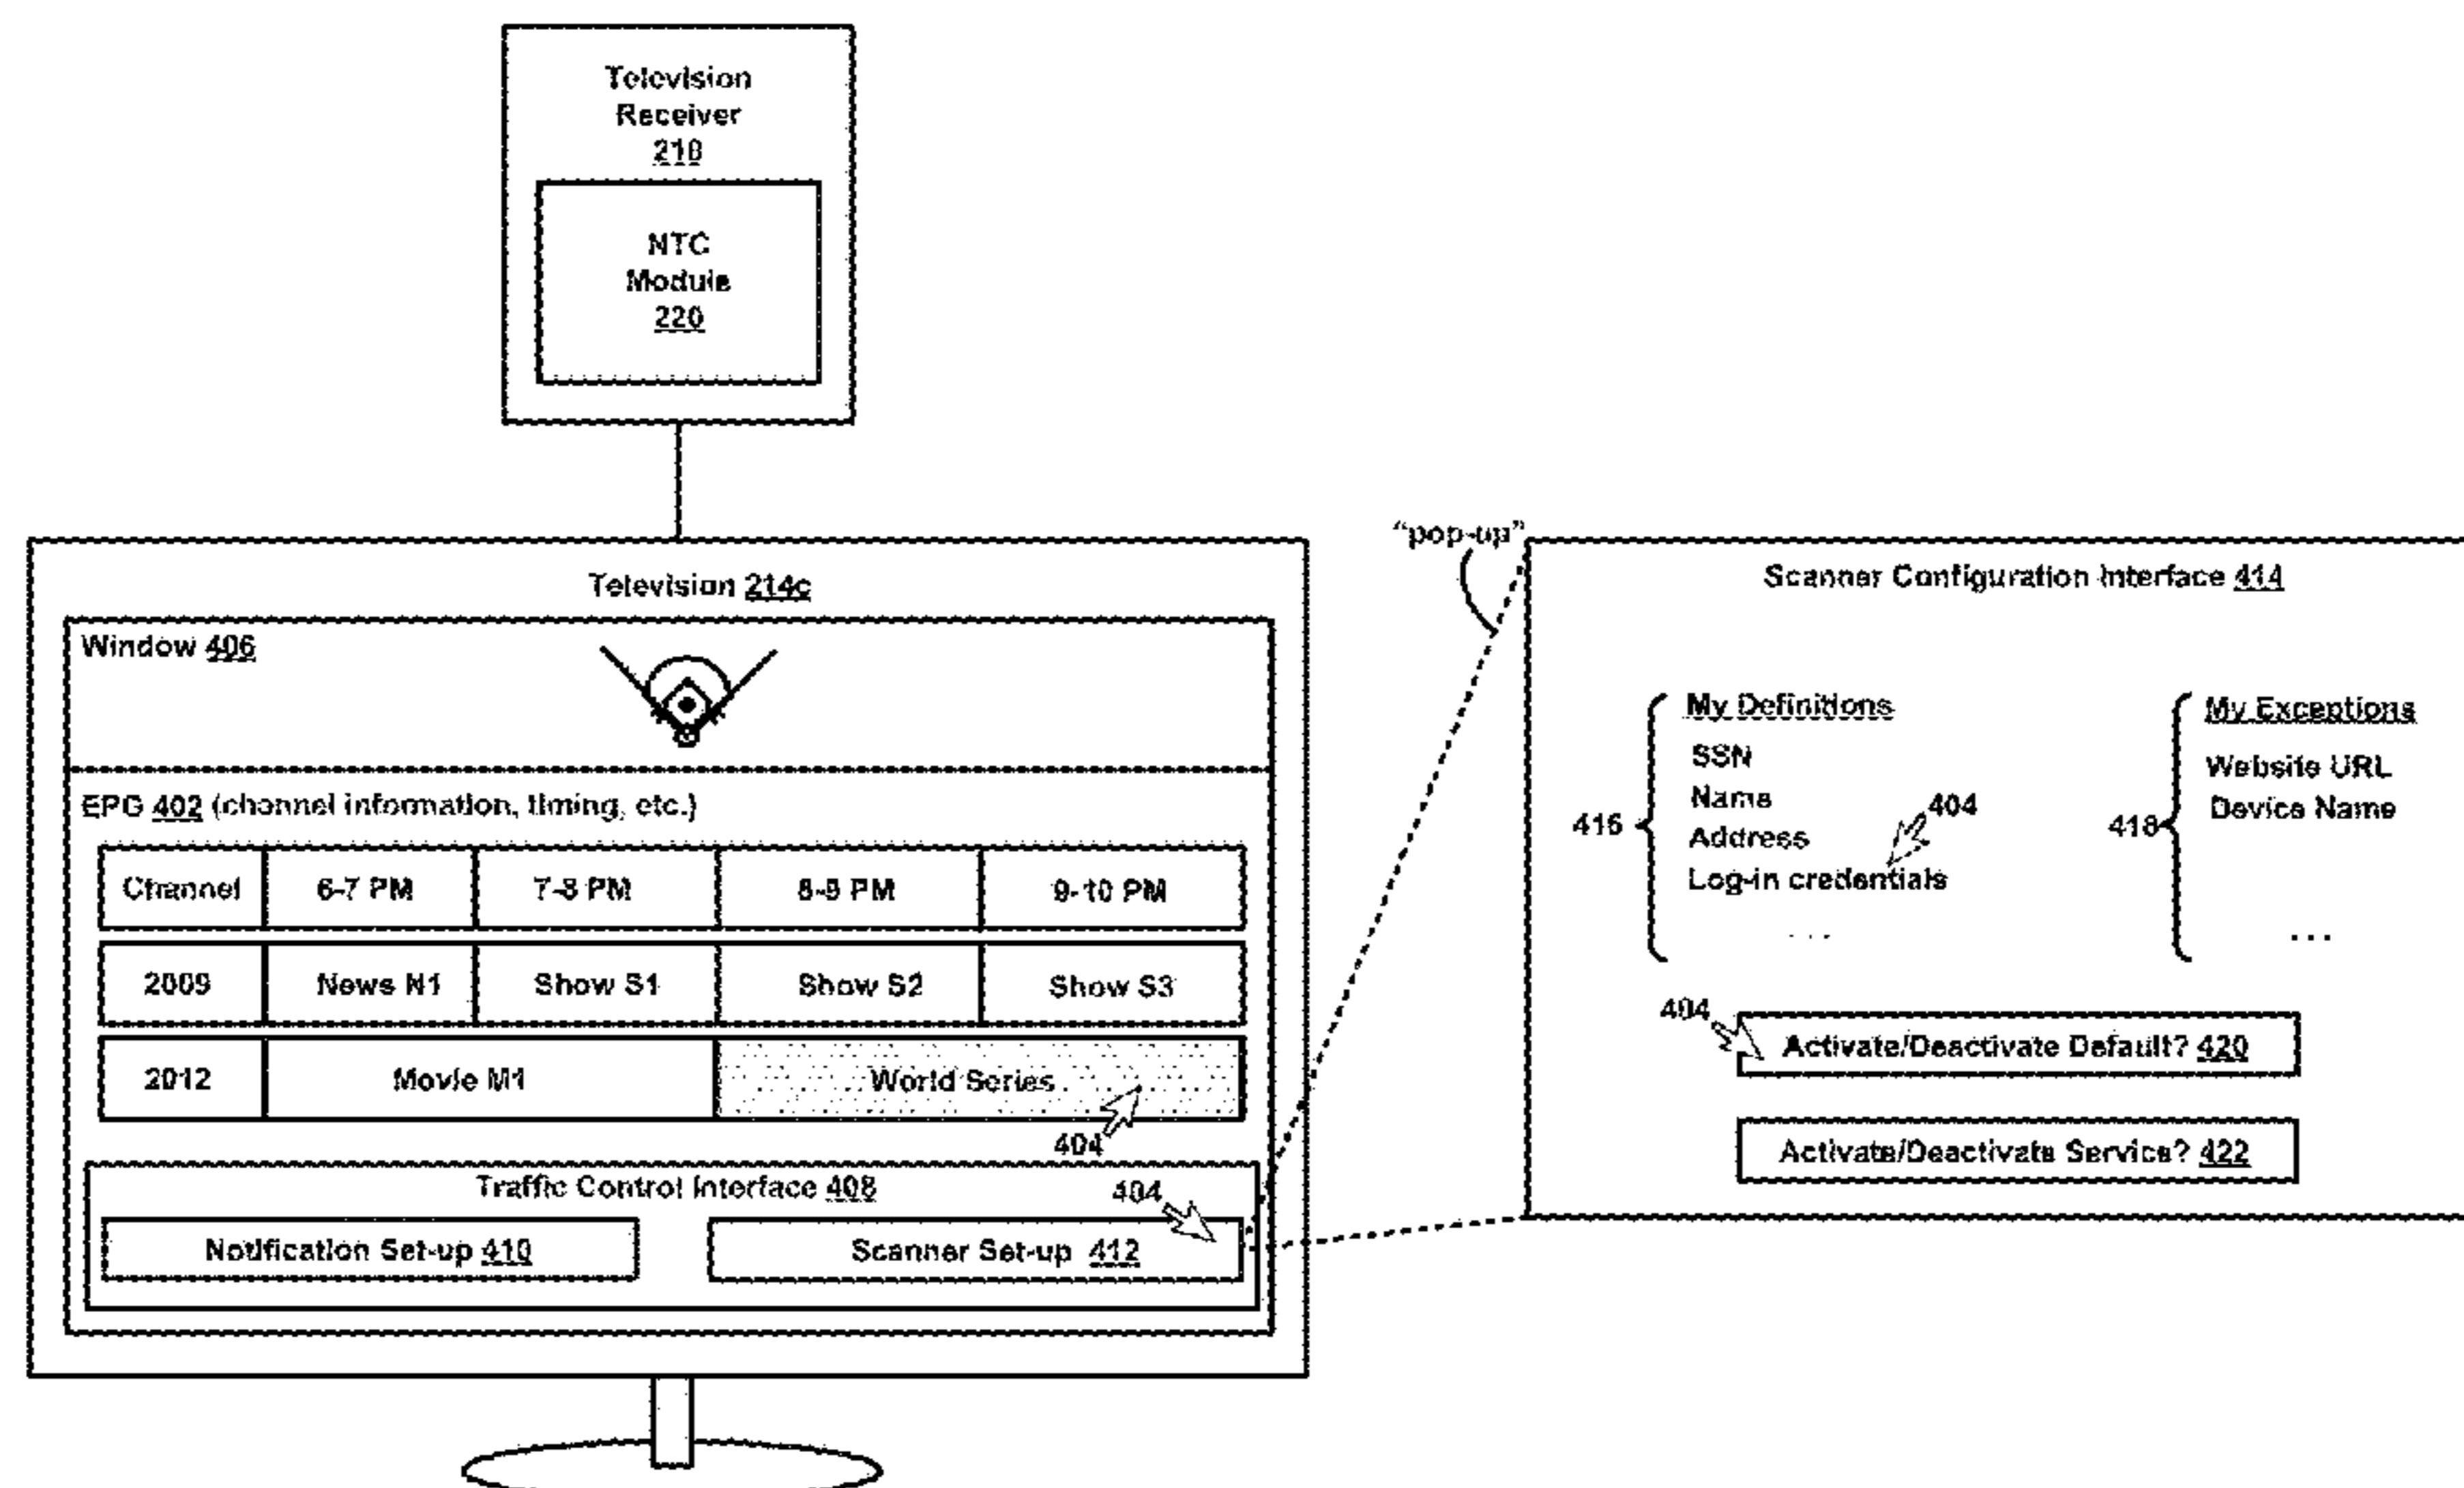 Television
Receiver
218
NTC
Module
220
Television 214c
Window 406
EPG 402 (channel information, timing, etc.)
Channel 6-7 PM 7-8 PM 8-9 PM 9-10 PM
2009 News N1 Show S1 Show S2 Show S3
2012 Movie M1 World Series
404
Traffic Control Interface 408
404
Notification Set-up 410 Scanner Set-up 412
"pop-up"
Scanner Configuration Interface 414
My Definitions
SSN
Name
Address
Log-in credentials
...
416
404
My Exceptions
Website URL
Device Name
...
418
404
Activate/Deactivate Default? 420
Activate/Deactivate Service? 422